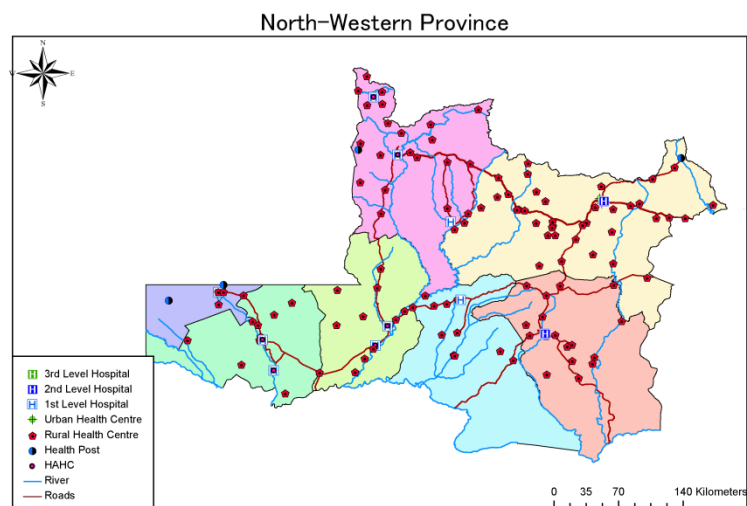 North-Western Province
N
W
E
S
3rd Level Hospital
2nd Level Hospital
1st Level Hospital
Urban Health Centre
Rural Health Centre
Health Post
HAHC
River
Roads
0 35 70 140 Kilometers